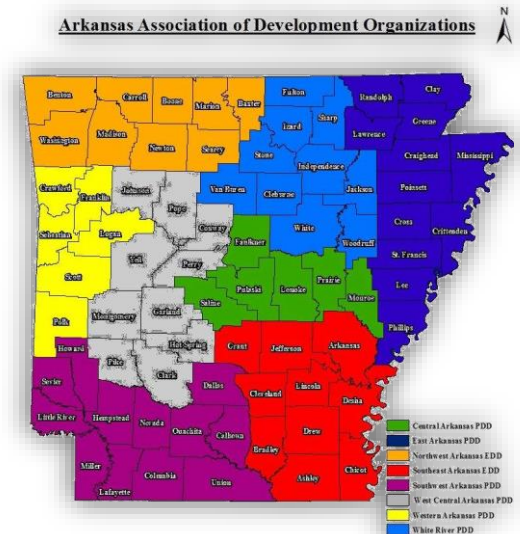 N
Arkansas Association of Development Organizations
Benton
Carroll
Boone
Marion
Baxter
Fulton
Randolph
Clay
Washington
Madison
Newton
Searcy
Izard
Sharp
Lawrence
Greene
Stone
Independence
Craighead
Mississippi
Crawford
Franklin
Johnson
Pope
Van Buren
Cleburne
Jackson
Poinsett
Sebastian
Logan
Conway
Faulkner
White
Woodruff
Cross
Crittenden
Scott
Yell
Perry
Pulaski
Lonoke
Prairie
Monroe
St. Francis
Lee
Polk
Montgomery
Garland
Saline
Phillips
Howard
Pike
Hot Spring
Clark
Grant
Jefferson
Arkansas
Sevier
Dallas
Cleveland
Lincoln
Desha
Little River
Hempstead
Nevada
Ouachita
Calhoun
Bradley
Drew
Miller
Lafayette
Columbia
Union
Ashley
Chicot
Central Arkansas PDD
East Arkansas PDD
Northwest Arkansas EDD
Southeast Arkansas EDD
Southwest Arkansas PDD
West Central Arkansas PDD
Western Arkansas PDD
White River PDD